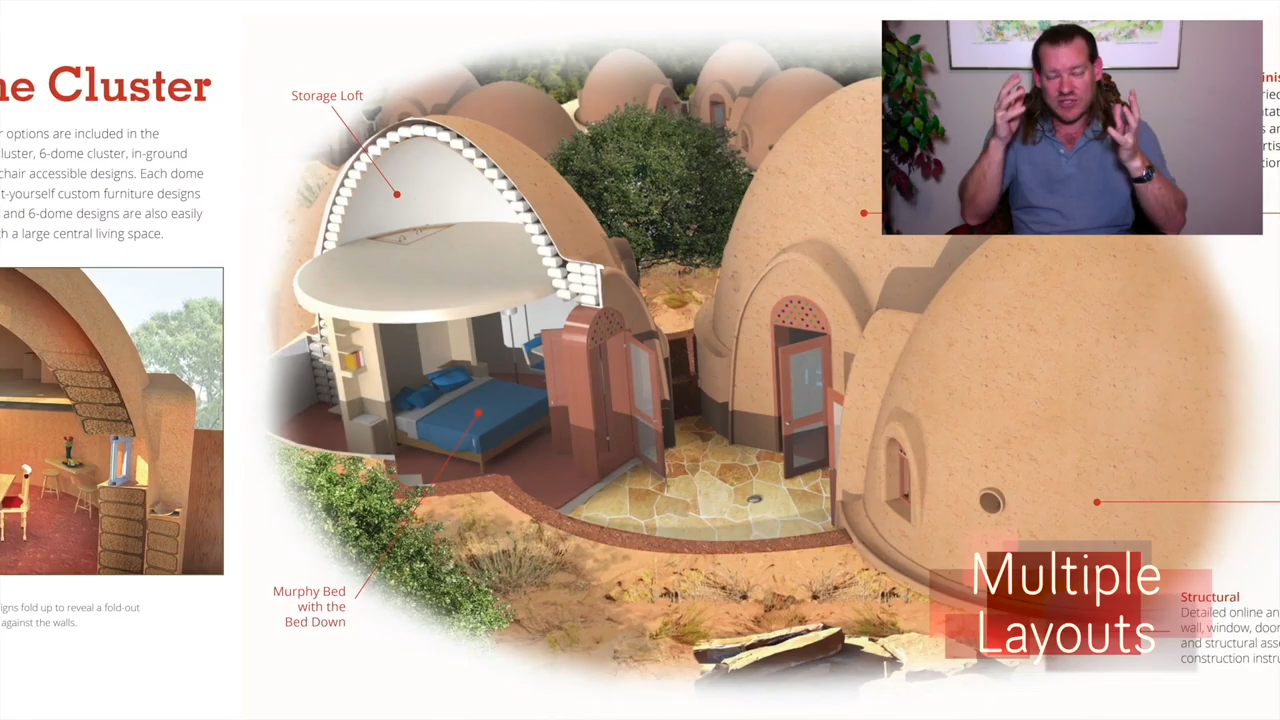 ne Cluster
r options are included in the
luster, 6-dome cluster, in-ground
chair accessible designs. Each dome
t-yourself custom furniture designs
and 6-dome designs are also easily
h a large central living space.
igns fold up to reveal a fold-out
against the walls.
Storage Loft
Murphy Bed
with the
Bed Down
Multiple
Layouts
Structural
Detailed online an
wall, window, door
and structural asse
construction instru